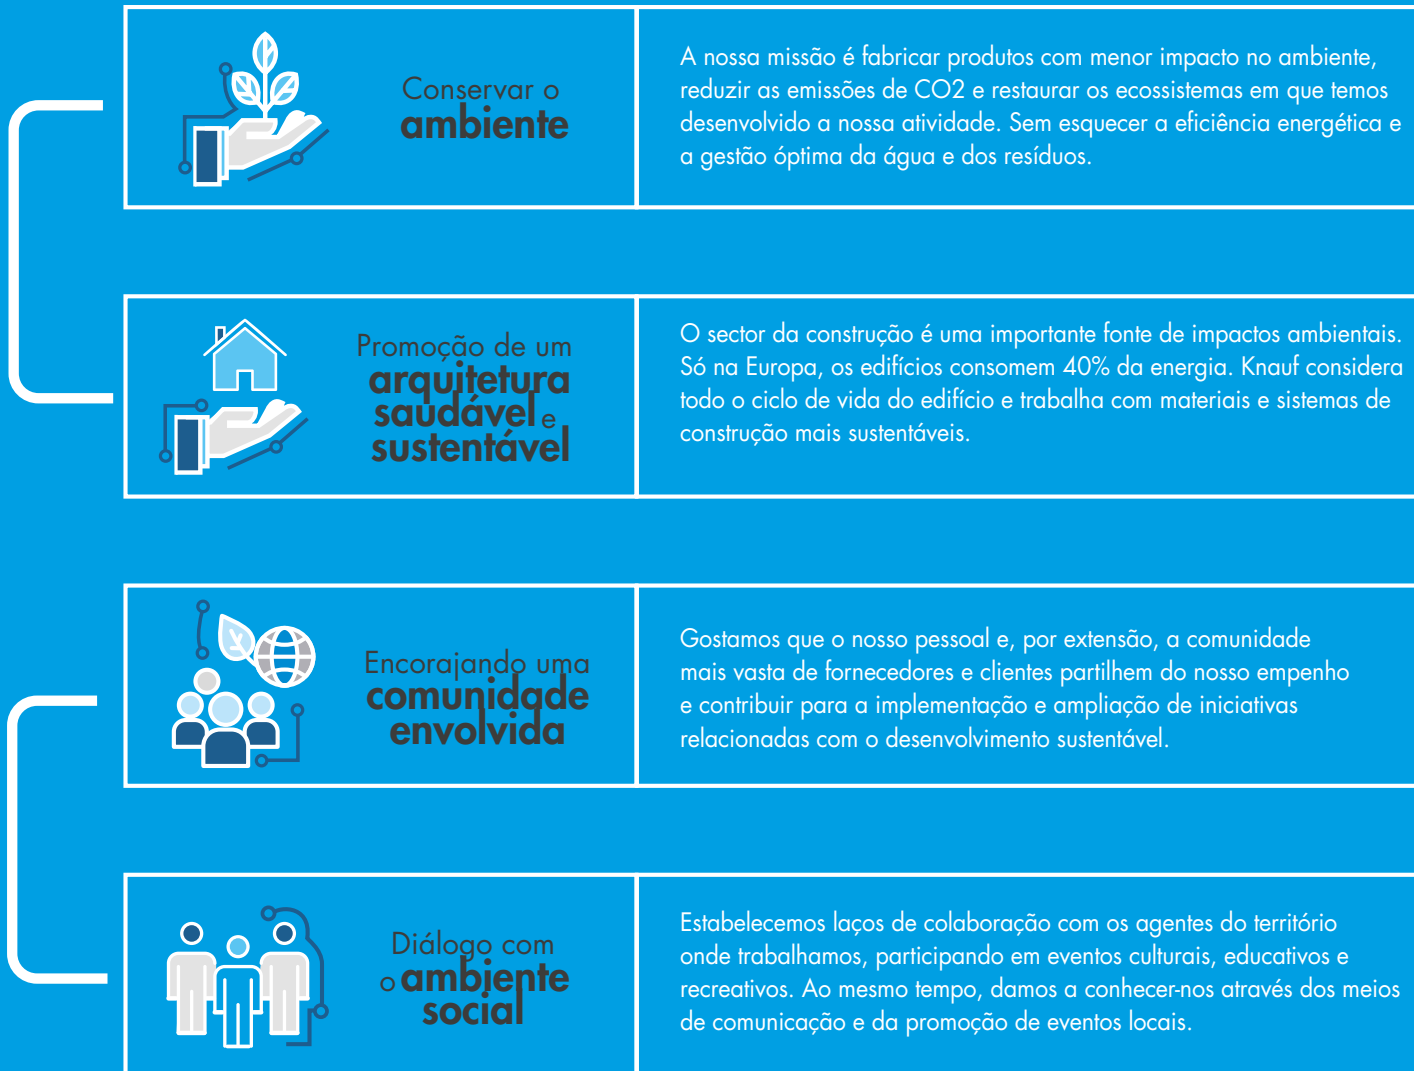 Conservar o
ambiente
A nossa missão é fabricar produtos com menor impacto no ambiente,
reduzir as emissões de CO2 e restaurar os ecossistemas em que temos
desenvolvido a nossa atividade. Sem esquecer a eficiência energética e
a gestão óptima da água e dos resíduos.
Promoção de um
arquitetura
saudável e
sustentável
O sector da construção é uma importante fonte de impactos ambientais.
Só na Europa, os edifícios consomem 40% da energia. Knauf considera
todo o ciclo de vida do edifício e trabalha com materiais e sistemas de
construção mais sustentáveis.
Encorajando uma
comunidade
envolvida
Gostamos que o nosso pessoal e, por extensão, a comunidade
mais vasta de fornecedores e clientes partilhem do nosso empenho
e contribuir para a implementação e ampliação de iniciativas
relacionadas com o desenvolvimento sustentável.
Diálogo com
o ambiente
social
Estabelecemos laços de colaboração com os agentes do território
onde trabalhamos, participando em eventos culturais, educativos e
recreativos. Ao mesmo tempo, damos a conhecer-nos através dos meios
de comunicação e da promoção de eventos locais.